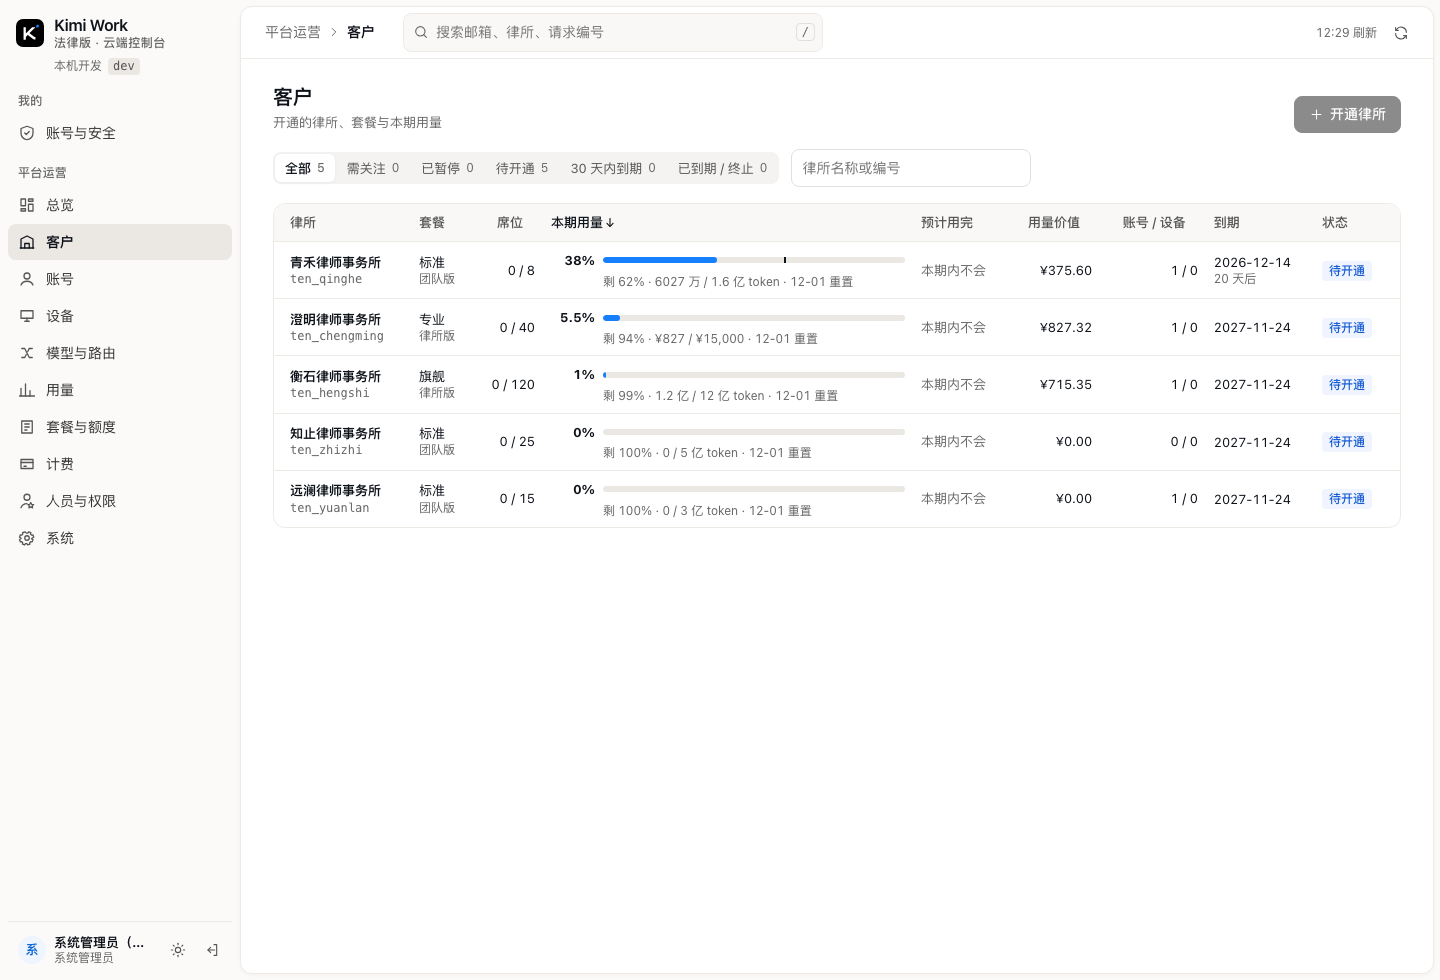 Kimi Work
法律版 · 云端控制台
本机开发 dev
我的
账号与安全
平台运营
总览
客户
账号
设备
模型与路由
用量
套餐与额度
计费
人员与权限
系统
系 系统管理员（...
系统管理员
平台运营 > 客户
搜索邮箱、律所、请求编号 /
12:29 刷新
客户
开通的律所、套餐与本期用量
+ 开通律所
全部 5 需关注 0 已暂停 0 待开通 5 30 天内到期 0 已到期 / 终止 0
律所名称或编号
律所 套餐 席位 本期用量↓ 预计用完 用量价值 账号 / 设备 到期 状态
青禾律师事务所 标准 0 / 8 38% 本期内不会 ¥375.60 1 / 0 2026-12-14 待开通
ten_qinghe 团队版 剩 62% · 6027 万 / 1.6 亿 token · 12-01 重置 20 天后
澄明律师事务所 专业 0 / 40 5.5% 本期内不会 ¥827.32 1 / 0 2027-11-24 待开通
ten_chengming 律所版 剩 94% · ¥827 / ¥15,000 · 12-01 重置
衡石律师事务所 旗舰 0 / 120 1% 本期内不会 ¥715.35 1 / 0 2027-11-24 待开通
ten_hengshi 律所版 剩 99% · 1.2 亿 / 12 亿 token · 12-01 重置
知止律师事务所 标准 0 / 25 0% 本期内不会 ¥0.00 0 / 0 2027-11-24 待开通
ten_zhizhi 团队版 剩 100% · 0 / 5 亿 token · 12-01 重置
远澜律师事务所 标准 0 / 15 0% 本期内不会 ¥0.00 1 / 0 2027-11-24 待开通
ten_yuanlan 团队版 剩 100% · 0 / 3 亿 token · 12-01 重置